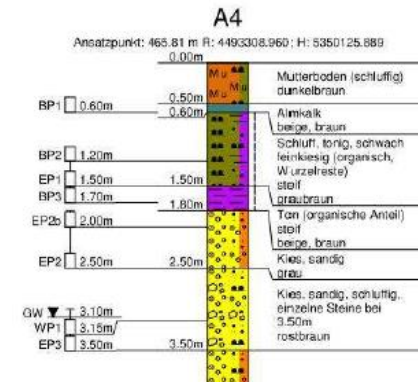 A4
Ansatzpunkt: 465.81 m R: 4493308.960; H: 5350125.889
0.00m
Mu
Mu
Mu
Mutterboden (schluffig)
dunkelbraun
0.50m
BP1 0.60m
0.60m
Almkalk
beige, braun
Schluff, tonig, schwach
feinkiesig (organisch,
Wurzelreste)
steif
graubraun
BP2 1.20m
EP1 1.50m
1.50m
BP3 1.70m
1.80m
Ton (organische Anteil)
steif
beige, braun
EP2b 2.00m
Kies, sandig
grau
EP2 2.50m
2.50m
Kies, sandig, schluffig,
einzelne Steine bei
3.50m
rostbraun
GW 3.10m
WP1 3.15m
EP3 3.50m
3.50m